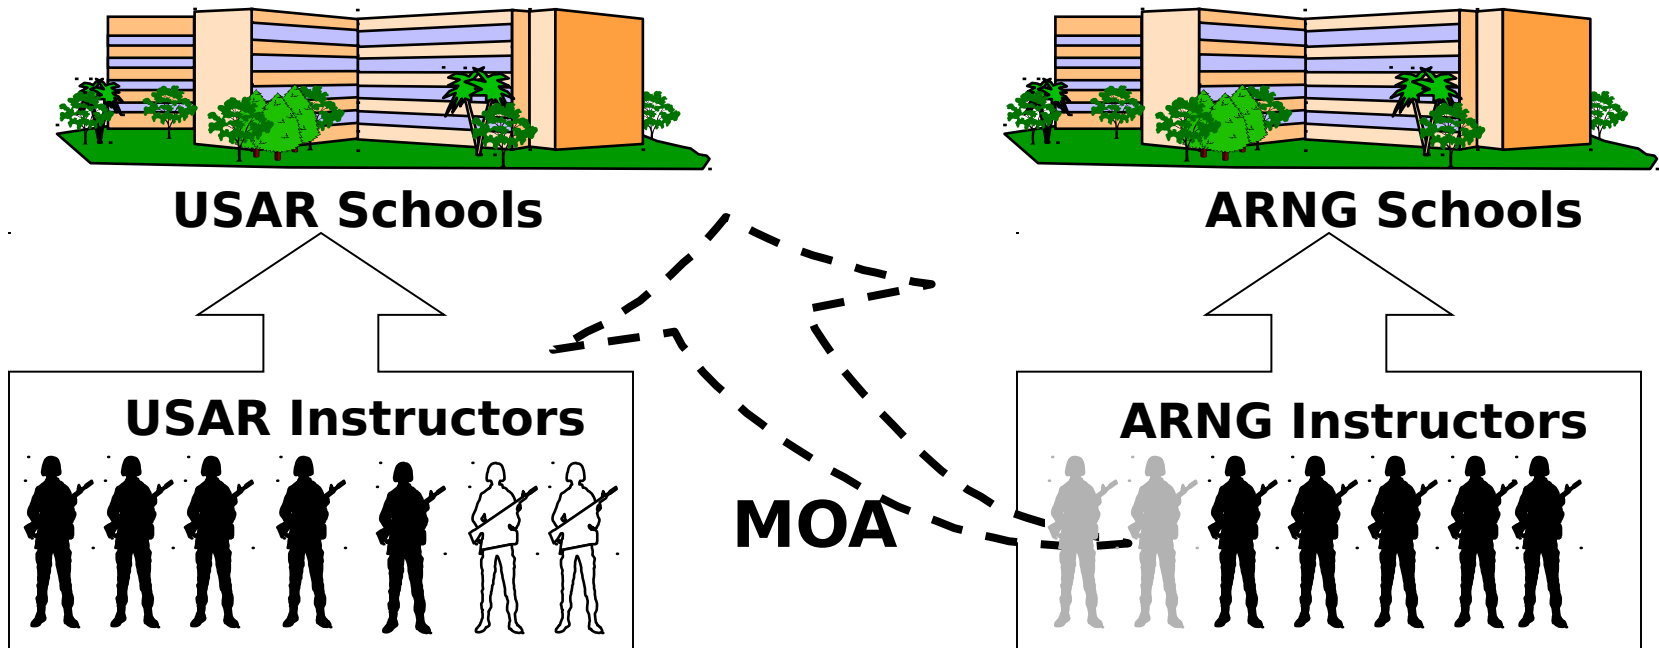 USAR Schools
ARNG Schools
USAR Instructors
ARNG Instructors
MOA